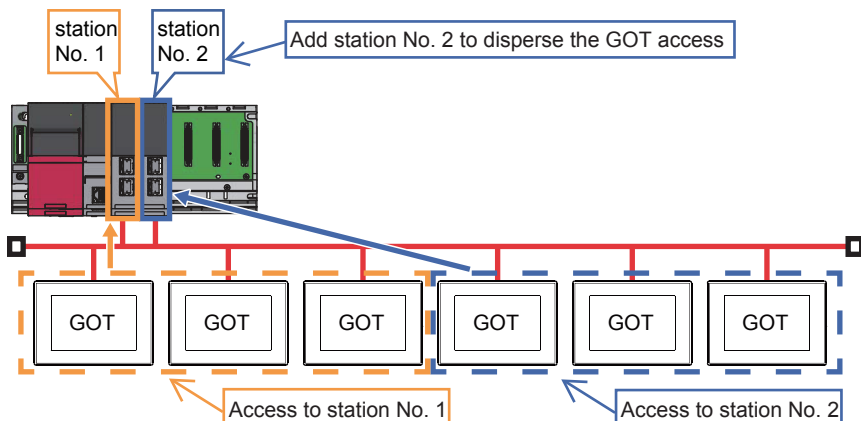 station
No. 1
station
No. 2
Add station No. 2 to disperse the GOT access
GOT
GOT
GOT
GOT
GOT
GOT
Access to station No. 1
Access to station No. 2